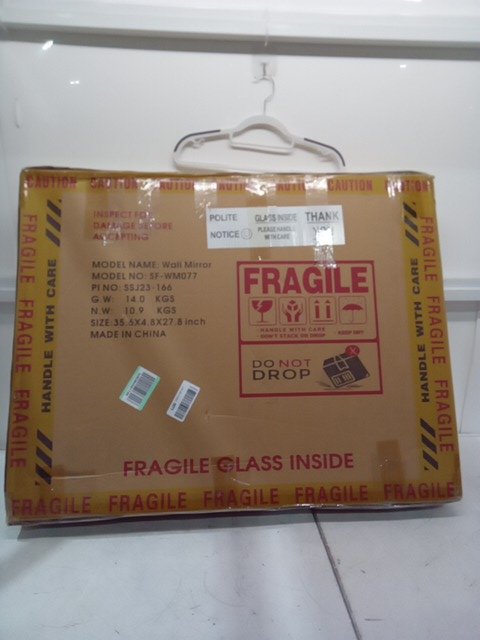 CAUTION CAUTION CAUTION CAUTION CAUTION CAUTION
INSPECT FOR
DAMAGE BEFORE
ACCEPTING
POLITE
NOTICE
GLASS INSIDE
PLEASE HANDLE
WITH CARE
THANK
YOU
MODEL NAME: Wall Mirror
MODEL NO: SF-WM077
PI NO: SSJ23-166
G W: 14.0 KGS
N W: 10.9 KGS
SIZE: 35.5X4.8X27.8 inch
MADE IN CHINA
FRAGILE
HANDLE WITH CARE
DON'T STACK OR DROP
KEEP DRY
DO NOT
DROP
FRAGILE GLASS INSIDE
FRAGILE FRAGILE FRAGILE
HANDLE WITH CARE
HANDLE WITH CARE
FRAGILE FRAGILE FRAGILE
FRAGILE FRAGILE FRAGILE FRAGILE FRAGILE